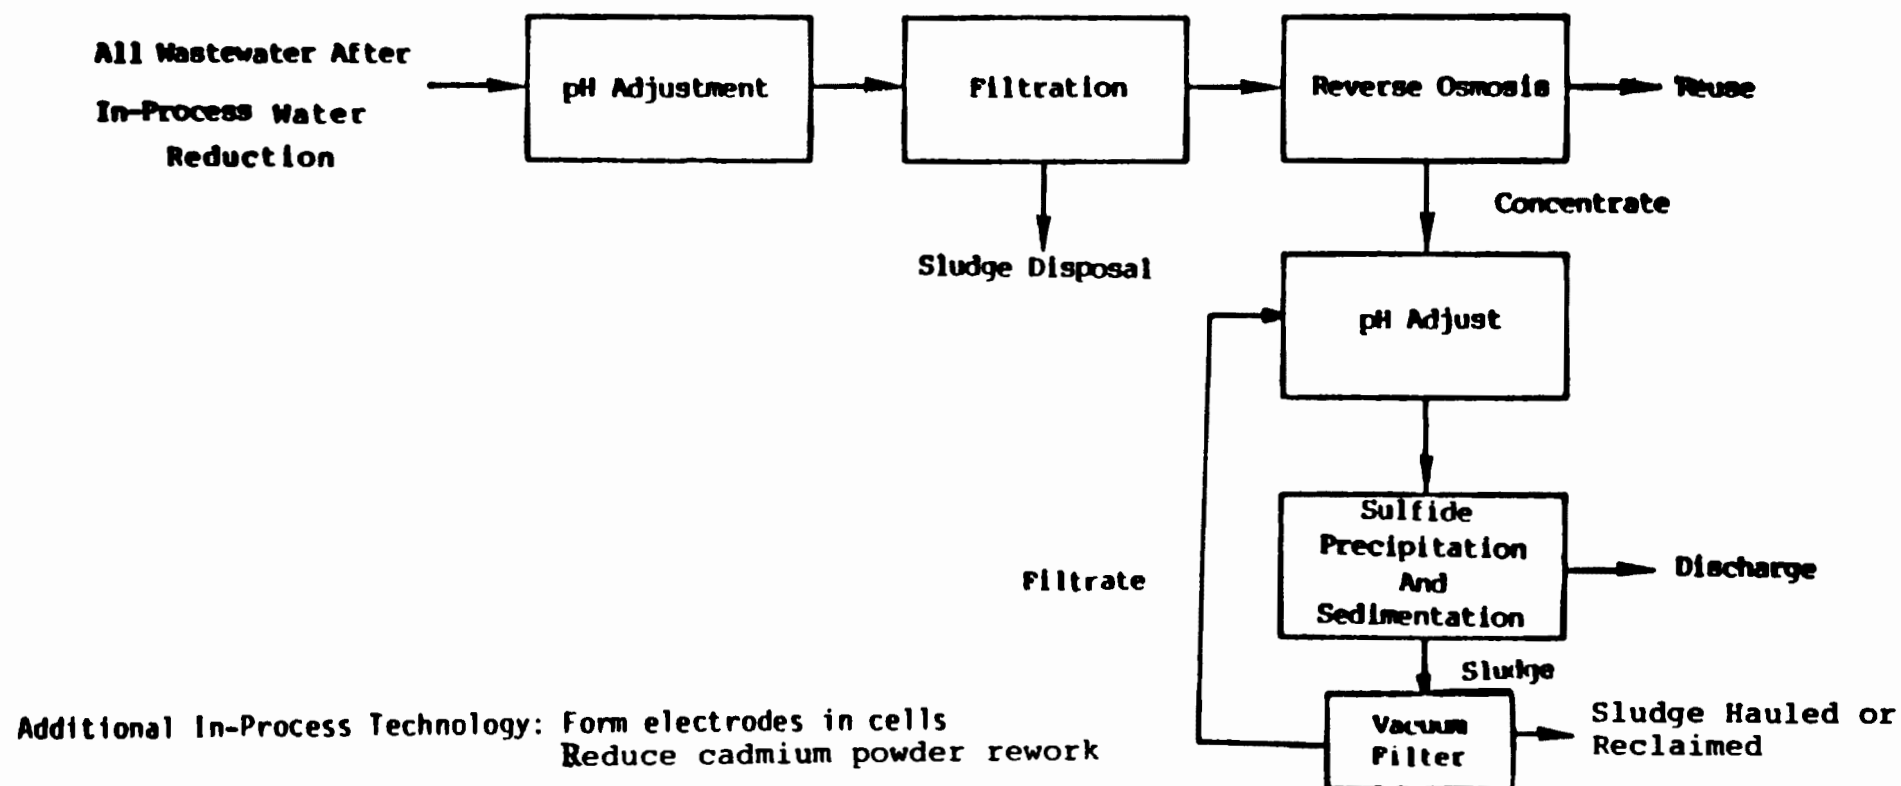 All Wastewater After
In-Process Water
Reduction
pH Adjustment
Filtration
Reverse Osmosis
Reuse
Concentrate
Sludge Disposal
pH Adjust
Sulfide
Precipitation
And
Sedimentation
Discharge
Filtrate
Sludge
Vacuum
Filter
Sludge Hauled or
Reclaimed
Additional In-Process Technology: Form electrodes in cells
Reduce cadmium powder rework